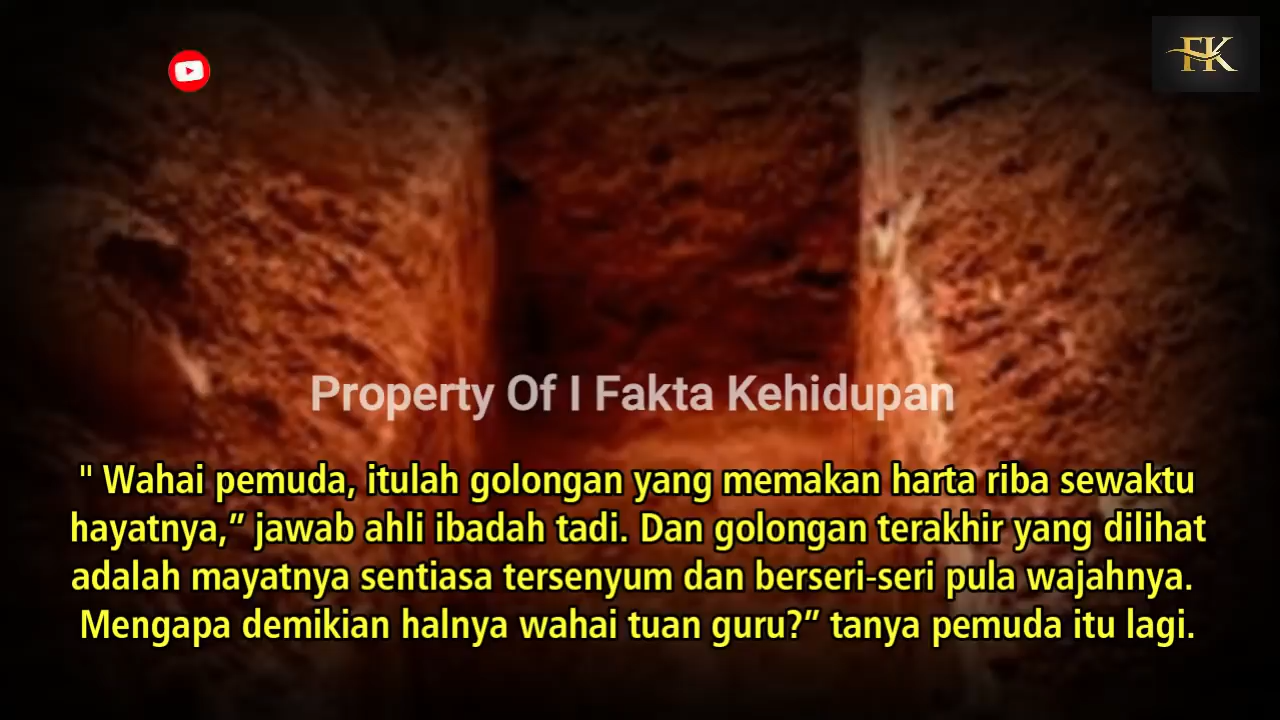 FK
Property Of I Fakta Kehidupan
" Wahai pemuda, itulah golongan yang memakan harta riba sewaktu
hayatnya,” jawab ahli ibadah tadi. Dan golongan terakhir yang dilihat
adalah mayatnya sentiasa tersenyum dan berseri-seri pula wajahnya.
Mengapa demikian halnya wahai tuan guru?” tanya pemuda itu lagi.